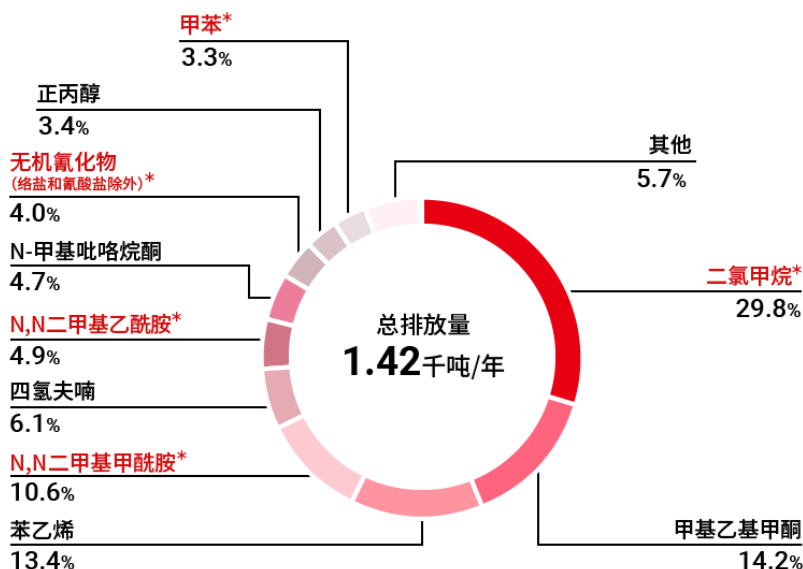 甲苯*
3.3%
正丙醇
3.4%
无机氰化物
(络盐和氰酸盐除外)*
4.0%
N-甲基吡咯烷酮
4.7%
N,N二甲基乙酰胺*
4.9%
四氢夫喃
6.1%
N,N二甲基甲酰胺*
10.6%
苯乙烯
13.4%
总排放量
1.42千吨/年
其他
5.7%
二氯甲烷*
29.8%
甲基乙基甲酮
14.2%